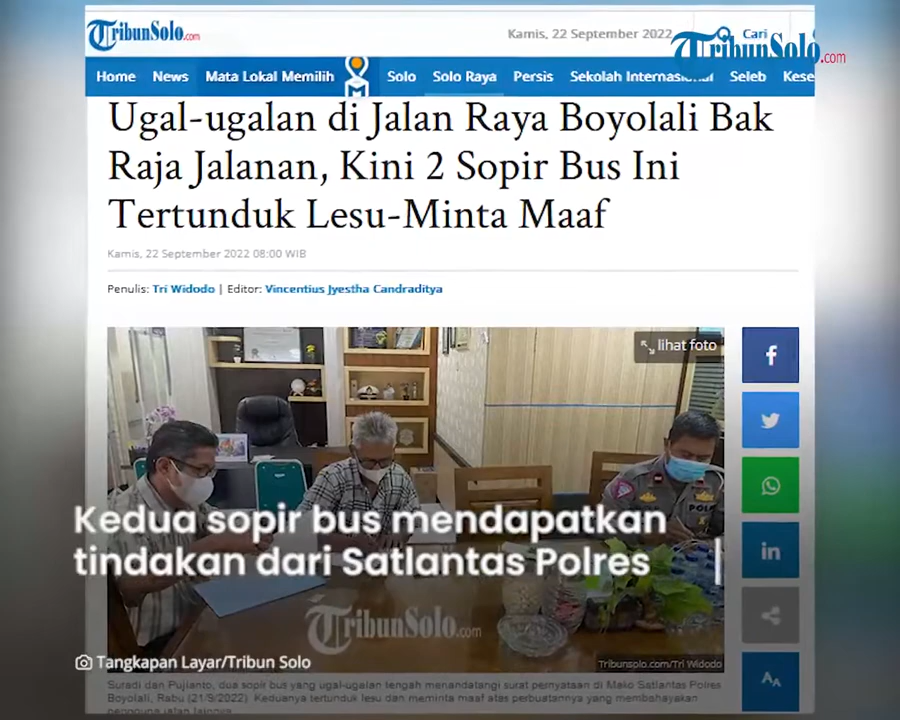 TribunSolo.com
Kamis, 22 September 2022
Cari
TribunSolo.com
Home News Mata Lokal Memilih Solo Solo Raya Persis Sekolah Internasional Seleb Kese
Ugal-ugalan di Jalan Raya Boyolali Bak
Raja Jalanan, Kini 2 Sopir Bus Ini
Tertunduk Lesu-Minta Maaf
Kamis, 22 September 2022 08:00 WIB
Penulis: Tri Widodo | Editor: Vincentius Jyestha Candraditya
lihat foto
Kedua sopir bus mendapatkan
tindakan dari Satlantas Polres
TribunSolo.com
Tangkapan Layar/Tribun Solo
Tribunsolo.com/Tri Widodo
AA
Suradi dan Pujianto, dua sopir bus yang ugal-ugalan tengah menandatangi surat pernyataan di Mako Satlantas Polres
Boyolali, Rabu (21/9/2022). Keduanya tertunduk lesu dan meminta maaf atas perbuatannya yang membahayakan
pengguna jalan lainnya